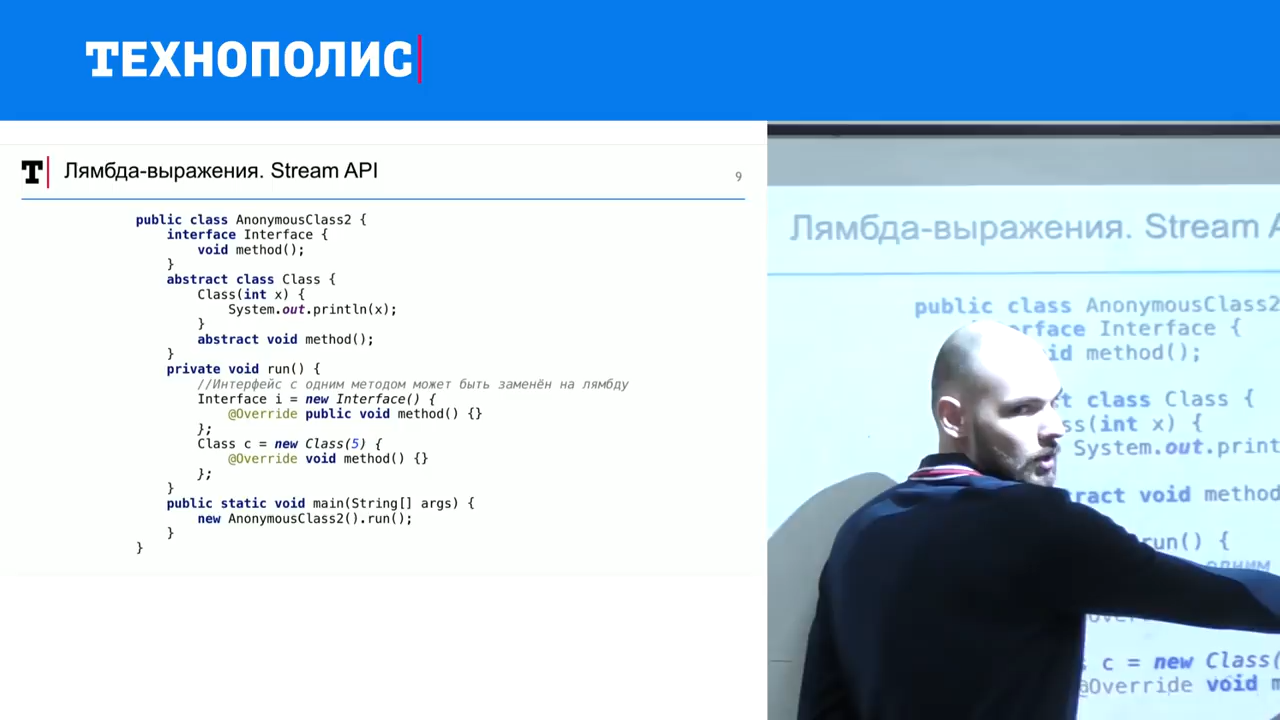 ТЕХНОПОЛИС
T
Лямбда-выражения. Stream API
9
public class AnonymousClass2 {
interface Interface {
void method();
}
abstract class Class {
Class(int x) {
System.out.println(x);
}
abstract void method();
}
private void run() {
//Интерфейс с одним методом может быть заменён на лямбду
Interface i = new Interface() {
@Override public void method() {}
};
Class c = new Class(5) {
@Override void method() {}
};
}
public static void main(String[] args) {
new AnonymousClass2().run();
}
}
Лямбда-выражения. Stream
public class AnonymousClass2
Interface {
method();
class Class {
(int x) {
System.out.print
void method
run() {
c = new Class(
@Override void